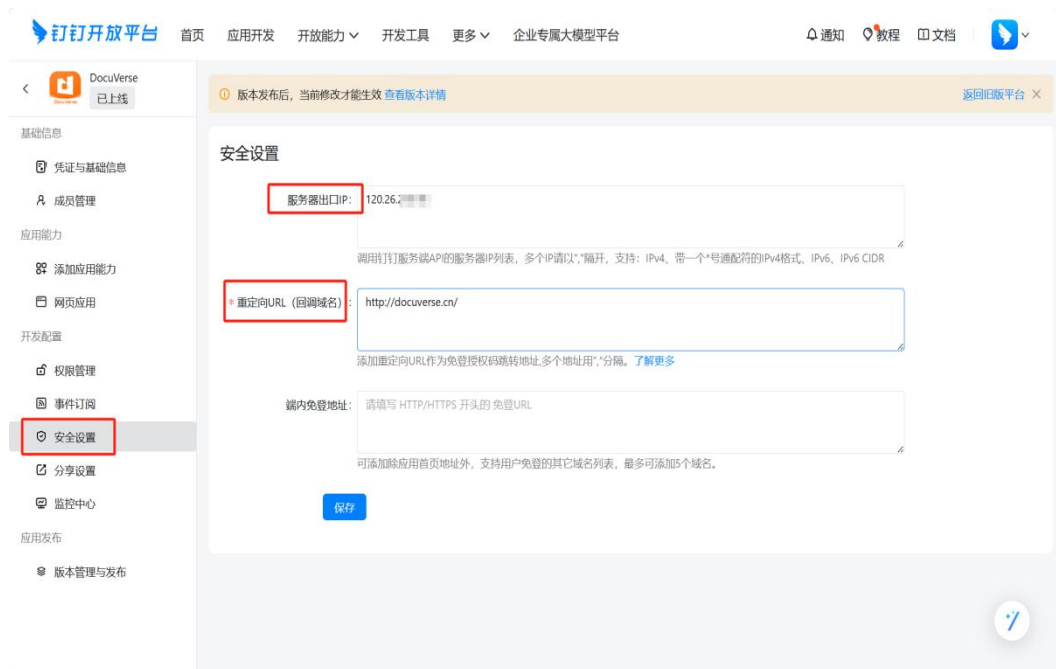 钉钉开放平台 首页 应用开发 开放能力 开发工具 更多 企业专属大模型平台 通知 教程 文档
DocuVerse
已上线
版本发布后，当前修改才能生效 查看版本详情 返回旧版平台
基础信息
凭证与基础信息
成员管理
应用能力
添加应用能力
网页应用
开发配置
权限管理
事件订阅
安全设置
分享设置
监控中心
应用发布
版本管理与发布
安全设置
服务器出口IP: 120.26.
调用钉钉服务端API的服务器IP列表，多个IP请以","隔开，支持：IPv4、带一个*号通配符的IPv4格式、IPv6、IPv6 CIDR
* 重定向URL（回调域名）: http://docuverse.cn/
添加重定向URL作为免登授权码跳转地址,多个地址用","分隔。了解更多
端内免登地址: 请填写 HTTP/HTTPS 开头的 免登URL
可添加除应用首页地址外，支持用户免登的其它域名列表，最多可添加5个域名。
保存